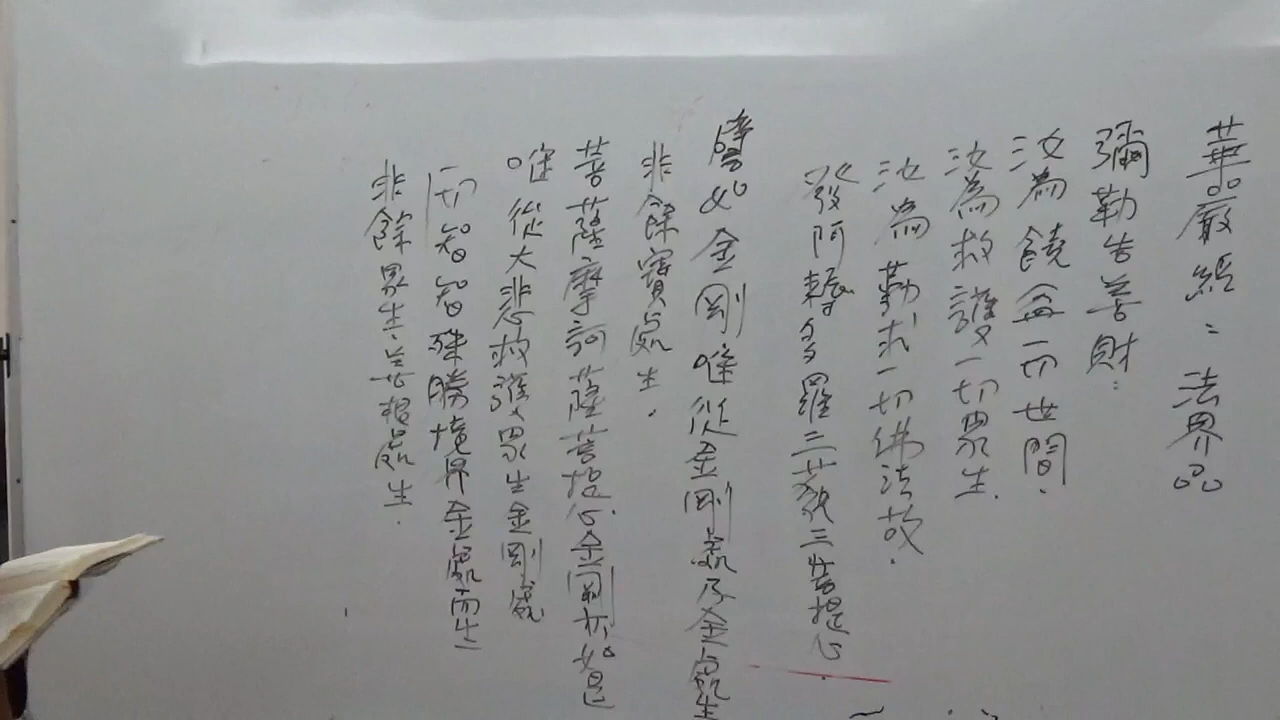 華嚴經：法界品
彌勒告善財：
汝為饒益一切世間．
汝為救護一切眾生．
汝為勤求一切佛法故．
發阿耨多羅三藐三菩提心
譬如金剛唯從金剛處及金處生
非餘寶處生．
菩薩摩訶薩菩提心金剛亦如是
唯從大悲救護眾生金剛處
一切智智殊勝境界金處而生
非餘眾生善根處生．